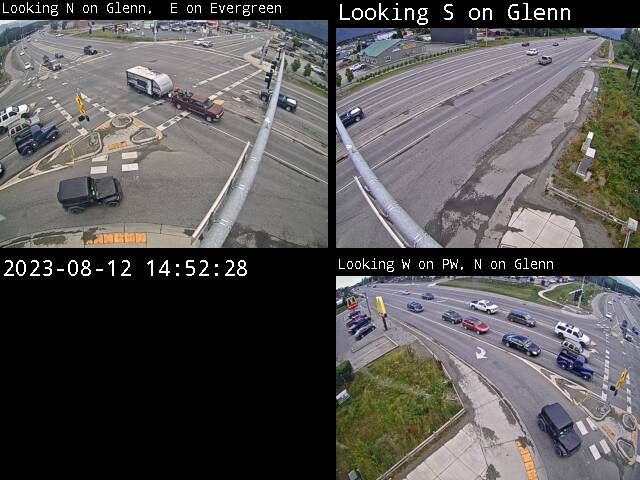 Looking N on Glenn,  E on Evergreen
Looking S on Glenn
2023-08-12 14:52:28
Looking W on PW, N on Glenn